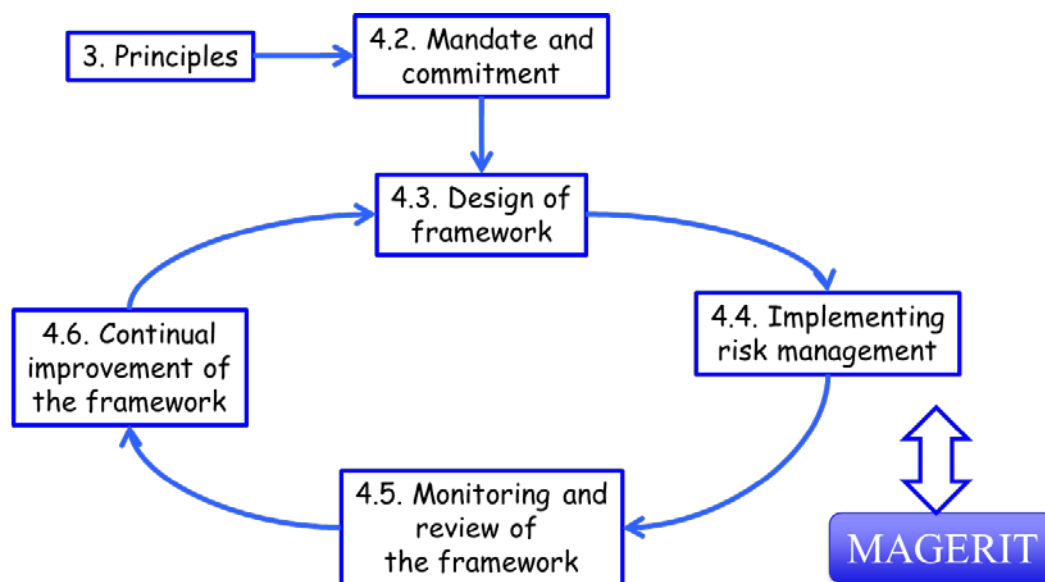 3. Principles
4.2. Mandate and
commitment
4.3. Design of
framework
4.4. Implementing
risk management
4.5. Monitoring and
review of
the framework
4.6. Continual
improvement of
the framework
MAGERIT